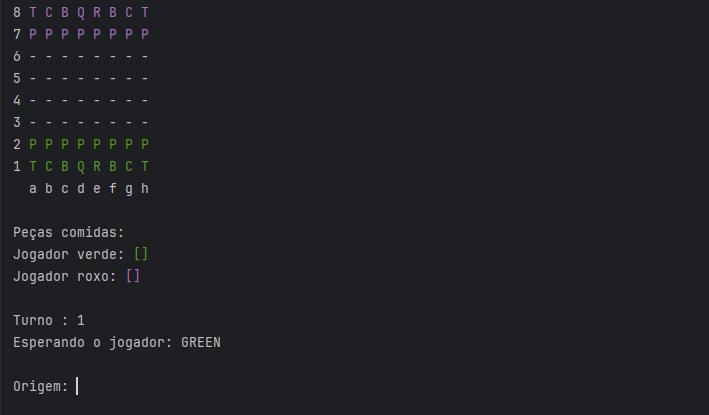 8 T C B Q R B C T
7 P P P P P P P P
6 - - - - - - - -
5 - - - - - - - -
4 - - - - - - - -
3 - - - - - - - -
2 P P P P P P P P
1 T C B Q R B C T
  a b c d e f g h
Peças comidas:
Jogador verde: []
Jogador roxo: []
Turno : 1
Esperando o jogador: GREEN
Origem: